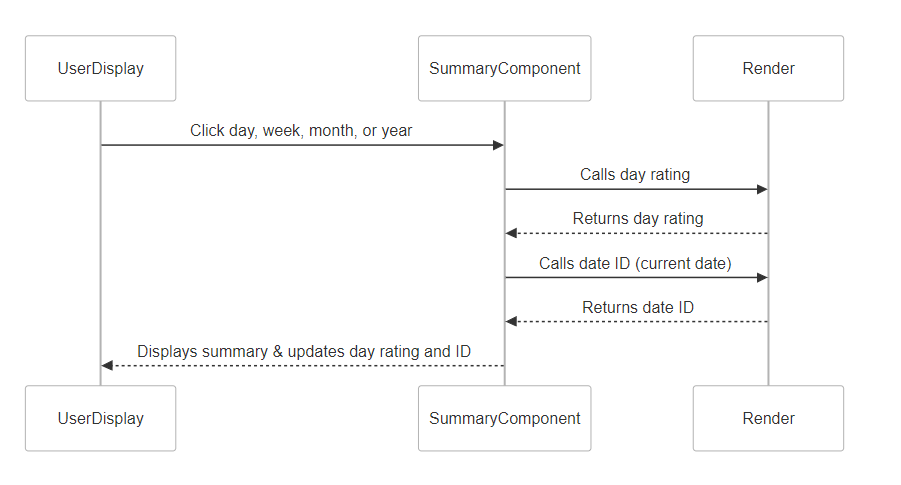 UserDisplay
SummaryComponent
Render
Click day, week, month, or year
Calls day rating
Returns day rating
Calls date ID (current date)
Returns date ID
Displays summary & updates day rating and ID
UserDisplay
SummaryComponent
Render